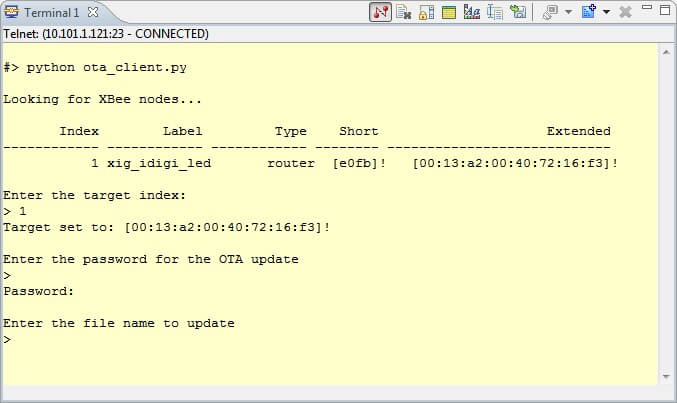 Terminal 1
Telnet: (10.101.1.121:23 - CONNECTED)
#> python ota_client.py
Looking for XBee nodes...
Index Label Type Short Extended
------------ ------------ ------------ -------- ----------------------------
1 xig_idigi_led router [e0fb]! [00:13:a2:00:40:72:16:f3]!
Enter the target index:
> 1
Target set to: [00:13:a2:00:40:72:16:f3]!
Enter the password for the OTA update
>
Password:
Enter the file name to update
>